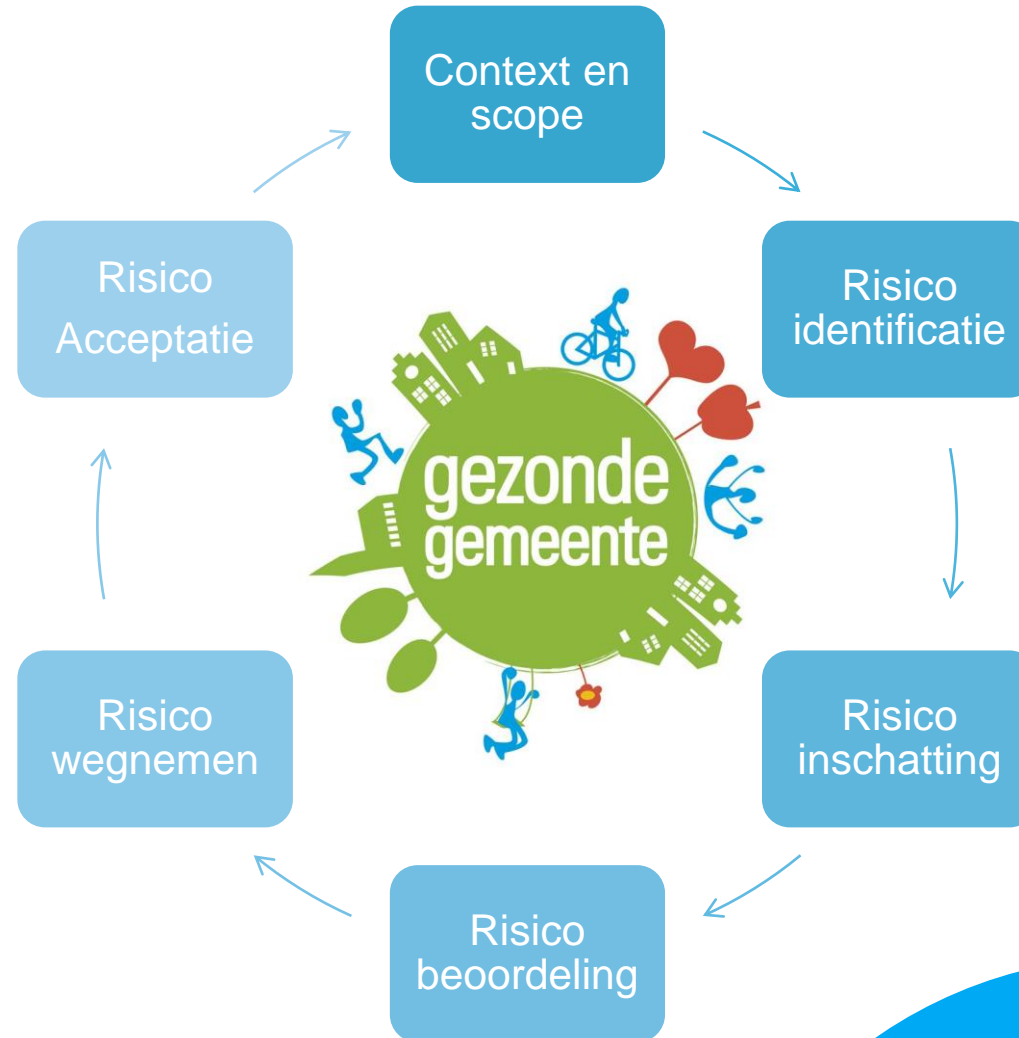 Context en
scope
Risico
identificatie
Risico
inschatting
Risico
beoordeling
Risico
wegnemen
Risico
Acceptatie
gezonde
gemeente